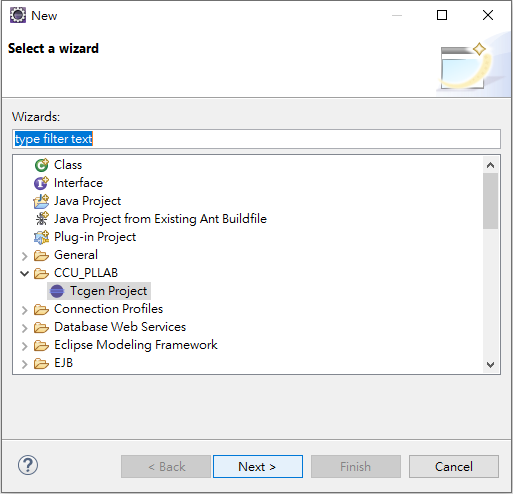 New
Select a wizard
Wizards:
type filter text
Class
Interface
Java Project
Java Project from Existing Ant Buildfile
Plug-in Project
General
CCU_PLLAB
Tcgen Project
Connection Profiles
Database Web Services
Eclipse Modeling Framework
EJB
? < Back Next > Finish Cancel